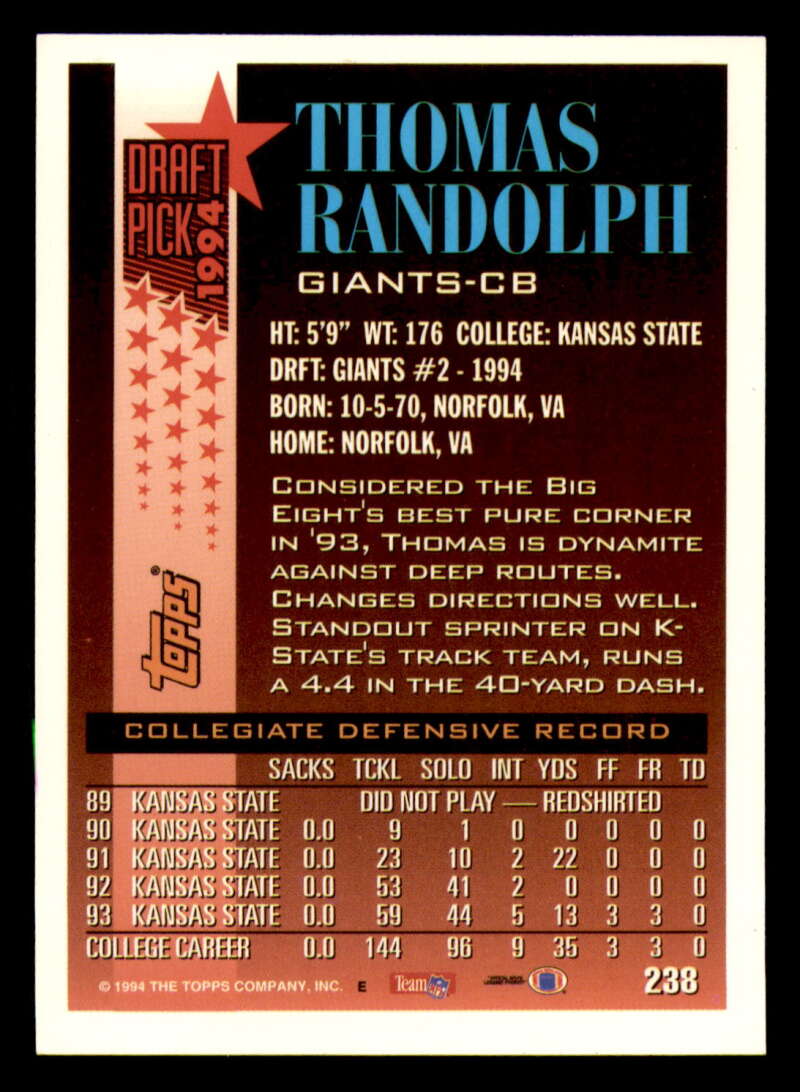 DRAFT
PICK
1994
THOMAS
RANDOLPH
GIANTS-CB
HT: 5'9" WT: 176 COLLEGE: KANSAS STATE
DRFT: GIANTS #2 - 1994
BORN: 10-5-70, NORFOLK, VA
HOME: NORFOLK, VA
CONSIDERED THE BIG
EIGHT'S BEST PURE CORNER
IN '93, THOMAS IS DYNAMITE
AGAINST DEEP ROUTES.
CHANGES DIRECTIONS WELL.
STANDOUT SPRINTER ON K-
STATE'S TRACK TEAM, RUNS
A 4.4 IN THE 40-YARD DASH.
Topps®
COLLEGIATE DEFENSIVE RECORD
SACKS TCKL SOLO INT YDS FF FR TD
89 KANSAS STATE DID NOT PLAY — REDSHIRTED
90 KANSAS STATE 0.0 9 1 0 0 0 0 0
91 KANSAS STATE 0.0 23 10 2 22 0 0 0
92 KANSAS STATE 0.0 53 41 2 0 0 0 0
93 KANSAS STATE 0.0 59 44 5 13 3 3 0
COLLEGE CAREER 0.0 144 96 9 35 3 3 0
© 1994 THE TOPPS COMPANY, INC. E Team NFL 238